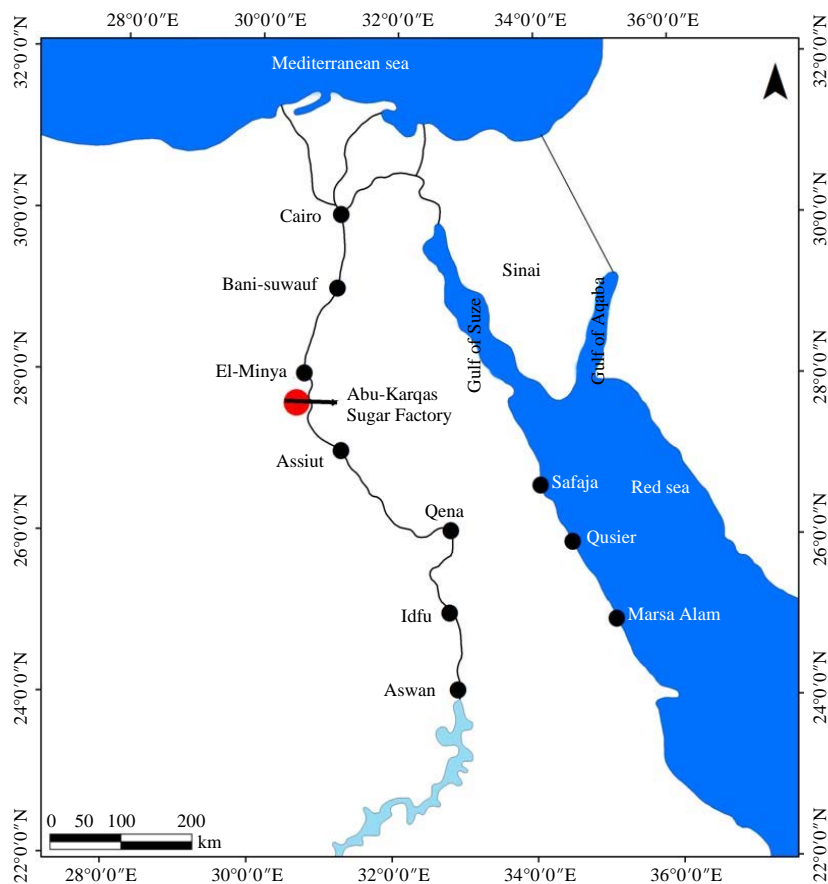 28°0′0″E 30°0′0″E 32°0′0″E 34°0′0″E 36°0′0″E
32°0′0″N
32°0′0″N
Mediterranean sea
30°0′0″N
30°0′0″N
Cairo
Sinai
Bani-suwauf
Gulf of Suze
Gulf of Aqaba
28°0′0″N
28°0′0″N
El-Minya
Abu-Karqas
Sugar Factory
Assiut
Safaja
Red sea
Qena
26°0′0″N
26°0′0″N
Qusier
Idfu
Marsa Alam
24°0′0″N
24°0′0″N
Aswan
0 50 100 200
km
22°0′0″N
22°0′0″N
28°0′0″E 30°0′0″E 32°0′0″E 34°0′0″E 36°0′0″E